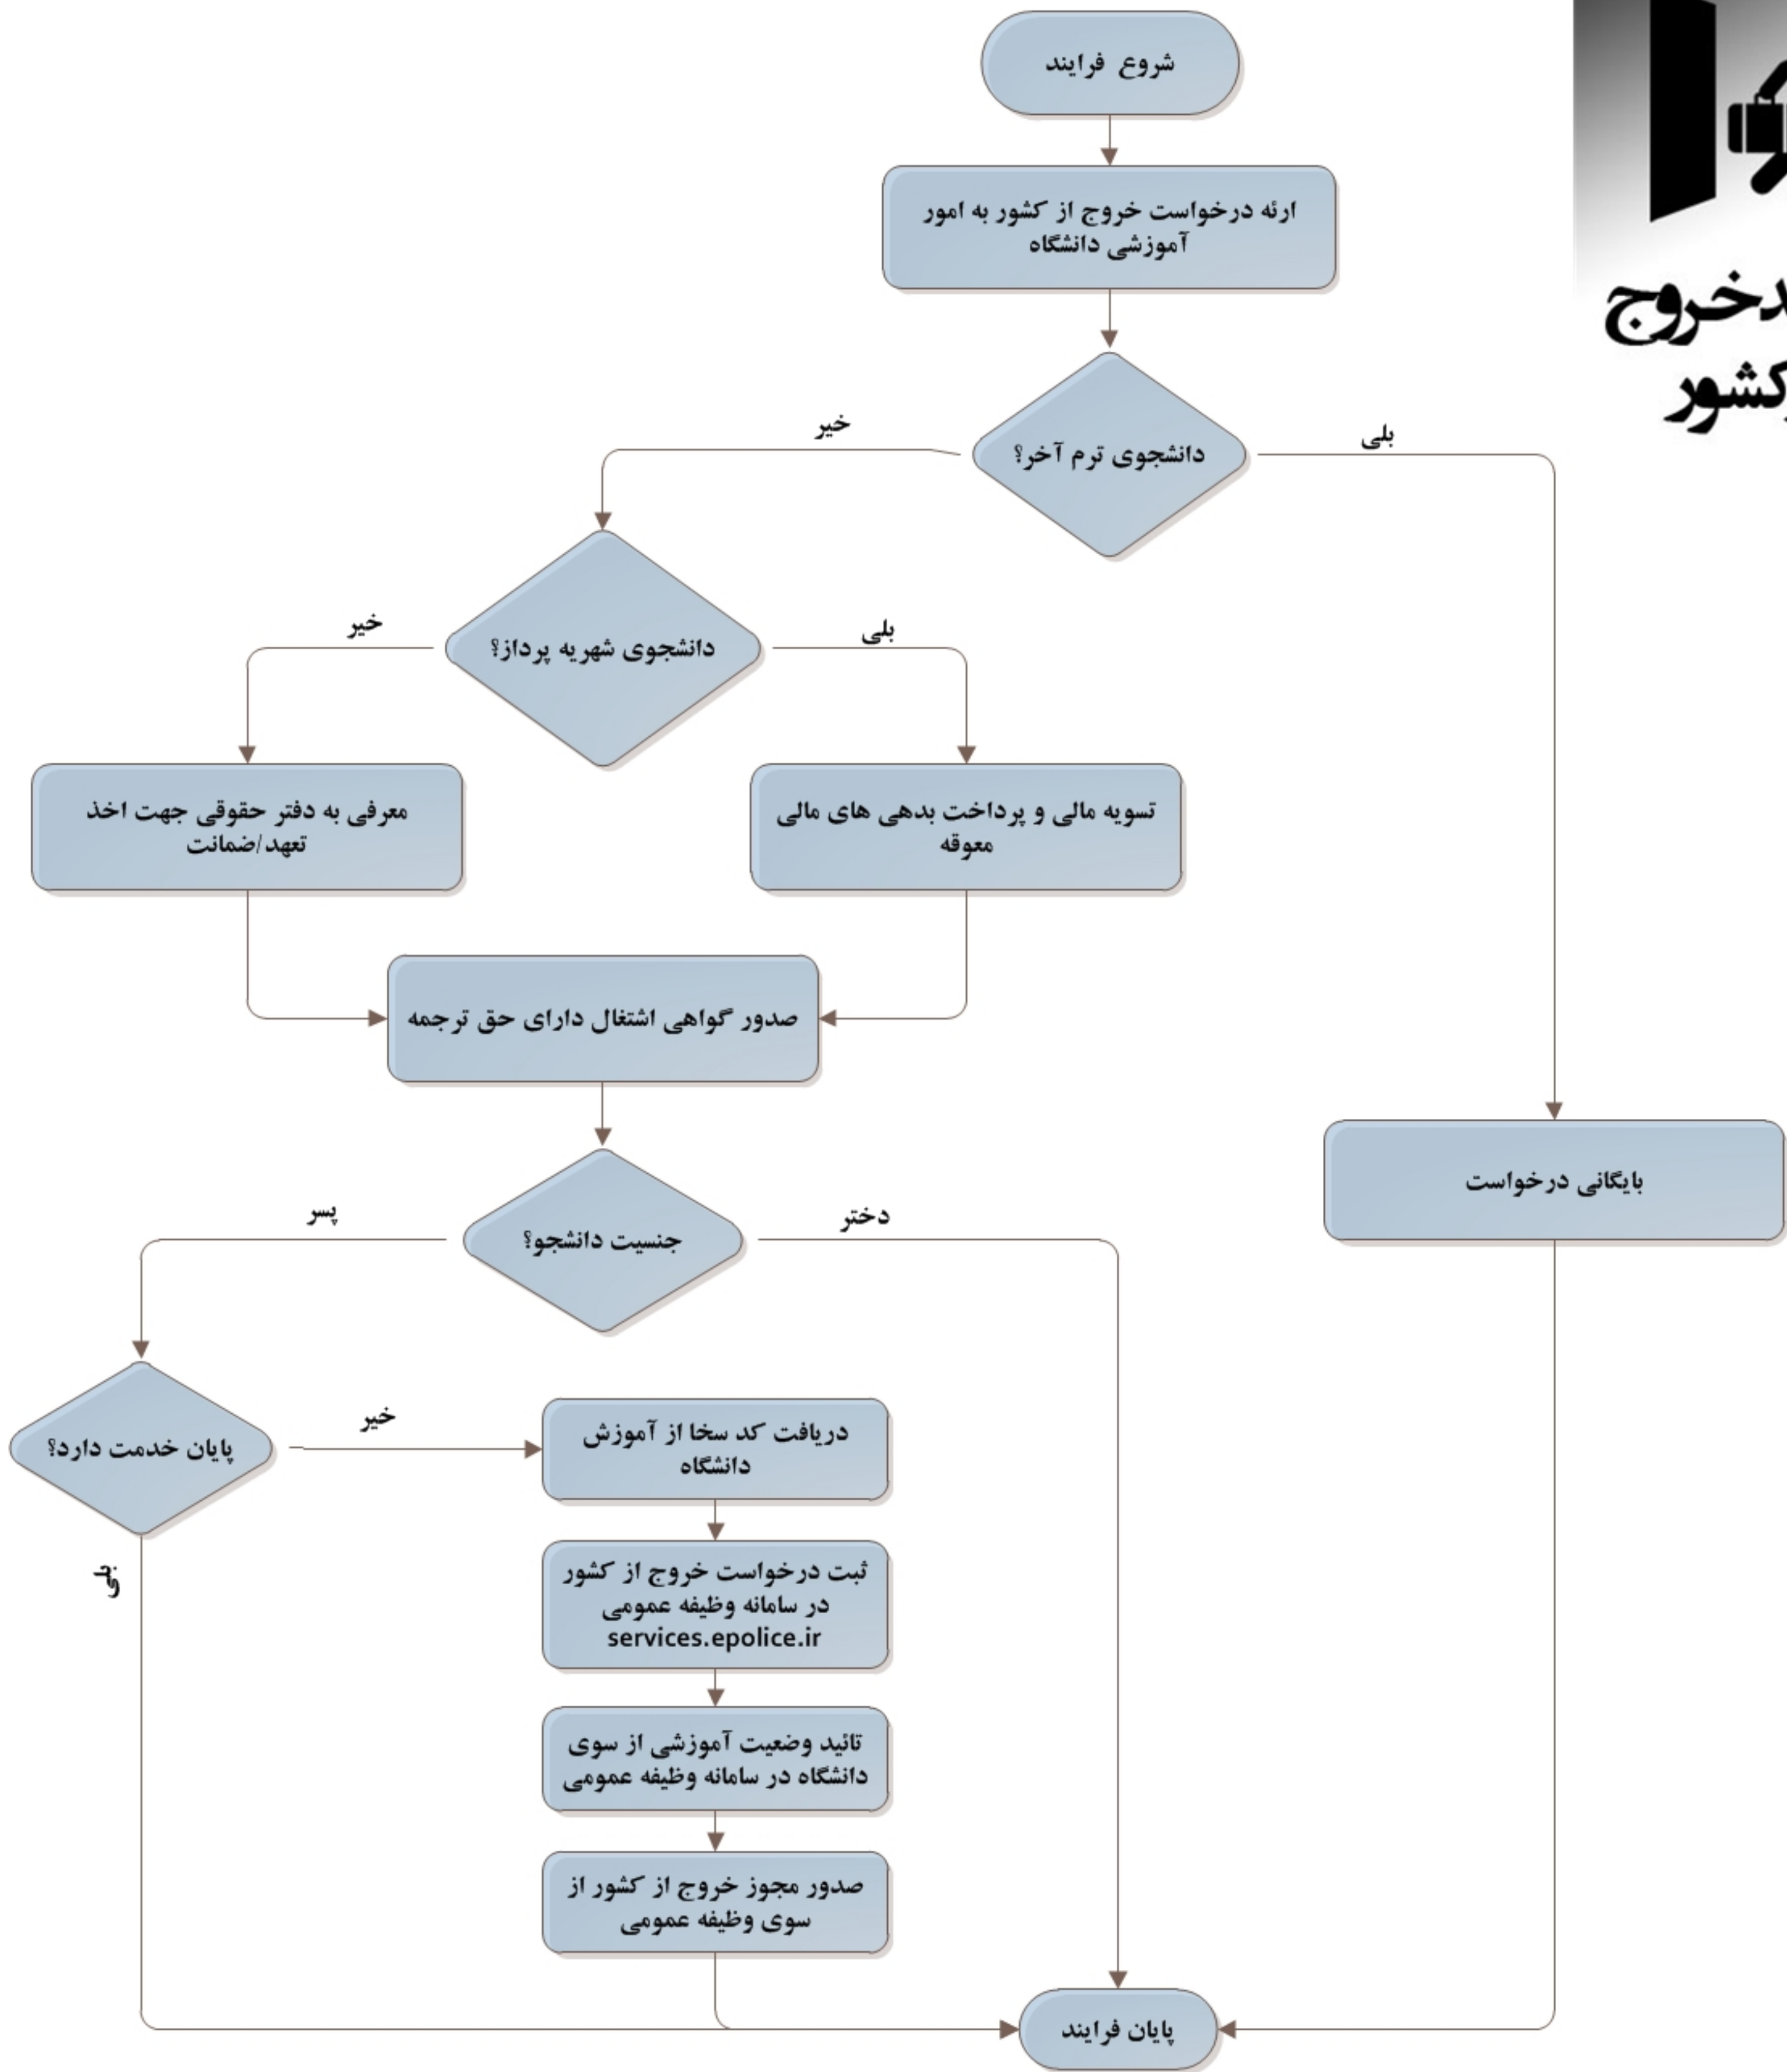 شروع فرایند
ارئه درخواست خروج از کشور به امور
آموزشی دانشگاه
دانشجوی ترم آخر؟
بلی
خیر
دانشجوی شهریه پرداز؟
بلی
خیر
تسویه مالی و پرداخت بدهی های مالی
معوقه
معرفی به دفتر حقوقی جهت اخذ
تعهد/ضمانت
صدور گواهی اشتغال دارای حق ترجمه
بایگانی درخواست
جنسیت دانشجو؟
دختر
پسر
پایان خدمت دارد؟
خیر
بلی
دریافت کد سخا از آموزش
دانشگاه
ثبت درخواست خروج از کشور
در سامانه وظیفه عمومی
services.epolice.ir
تائید وضعیت آموزشی از سوی
دانشگاه در سامانه وظیفه عمومی
صدور مجوز خروج از کشور از
سوی وظیفه عمومی
پایان فرایند
خروج
کشور